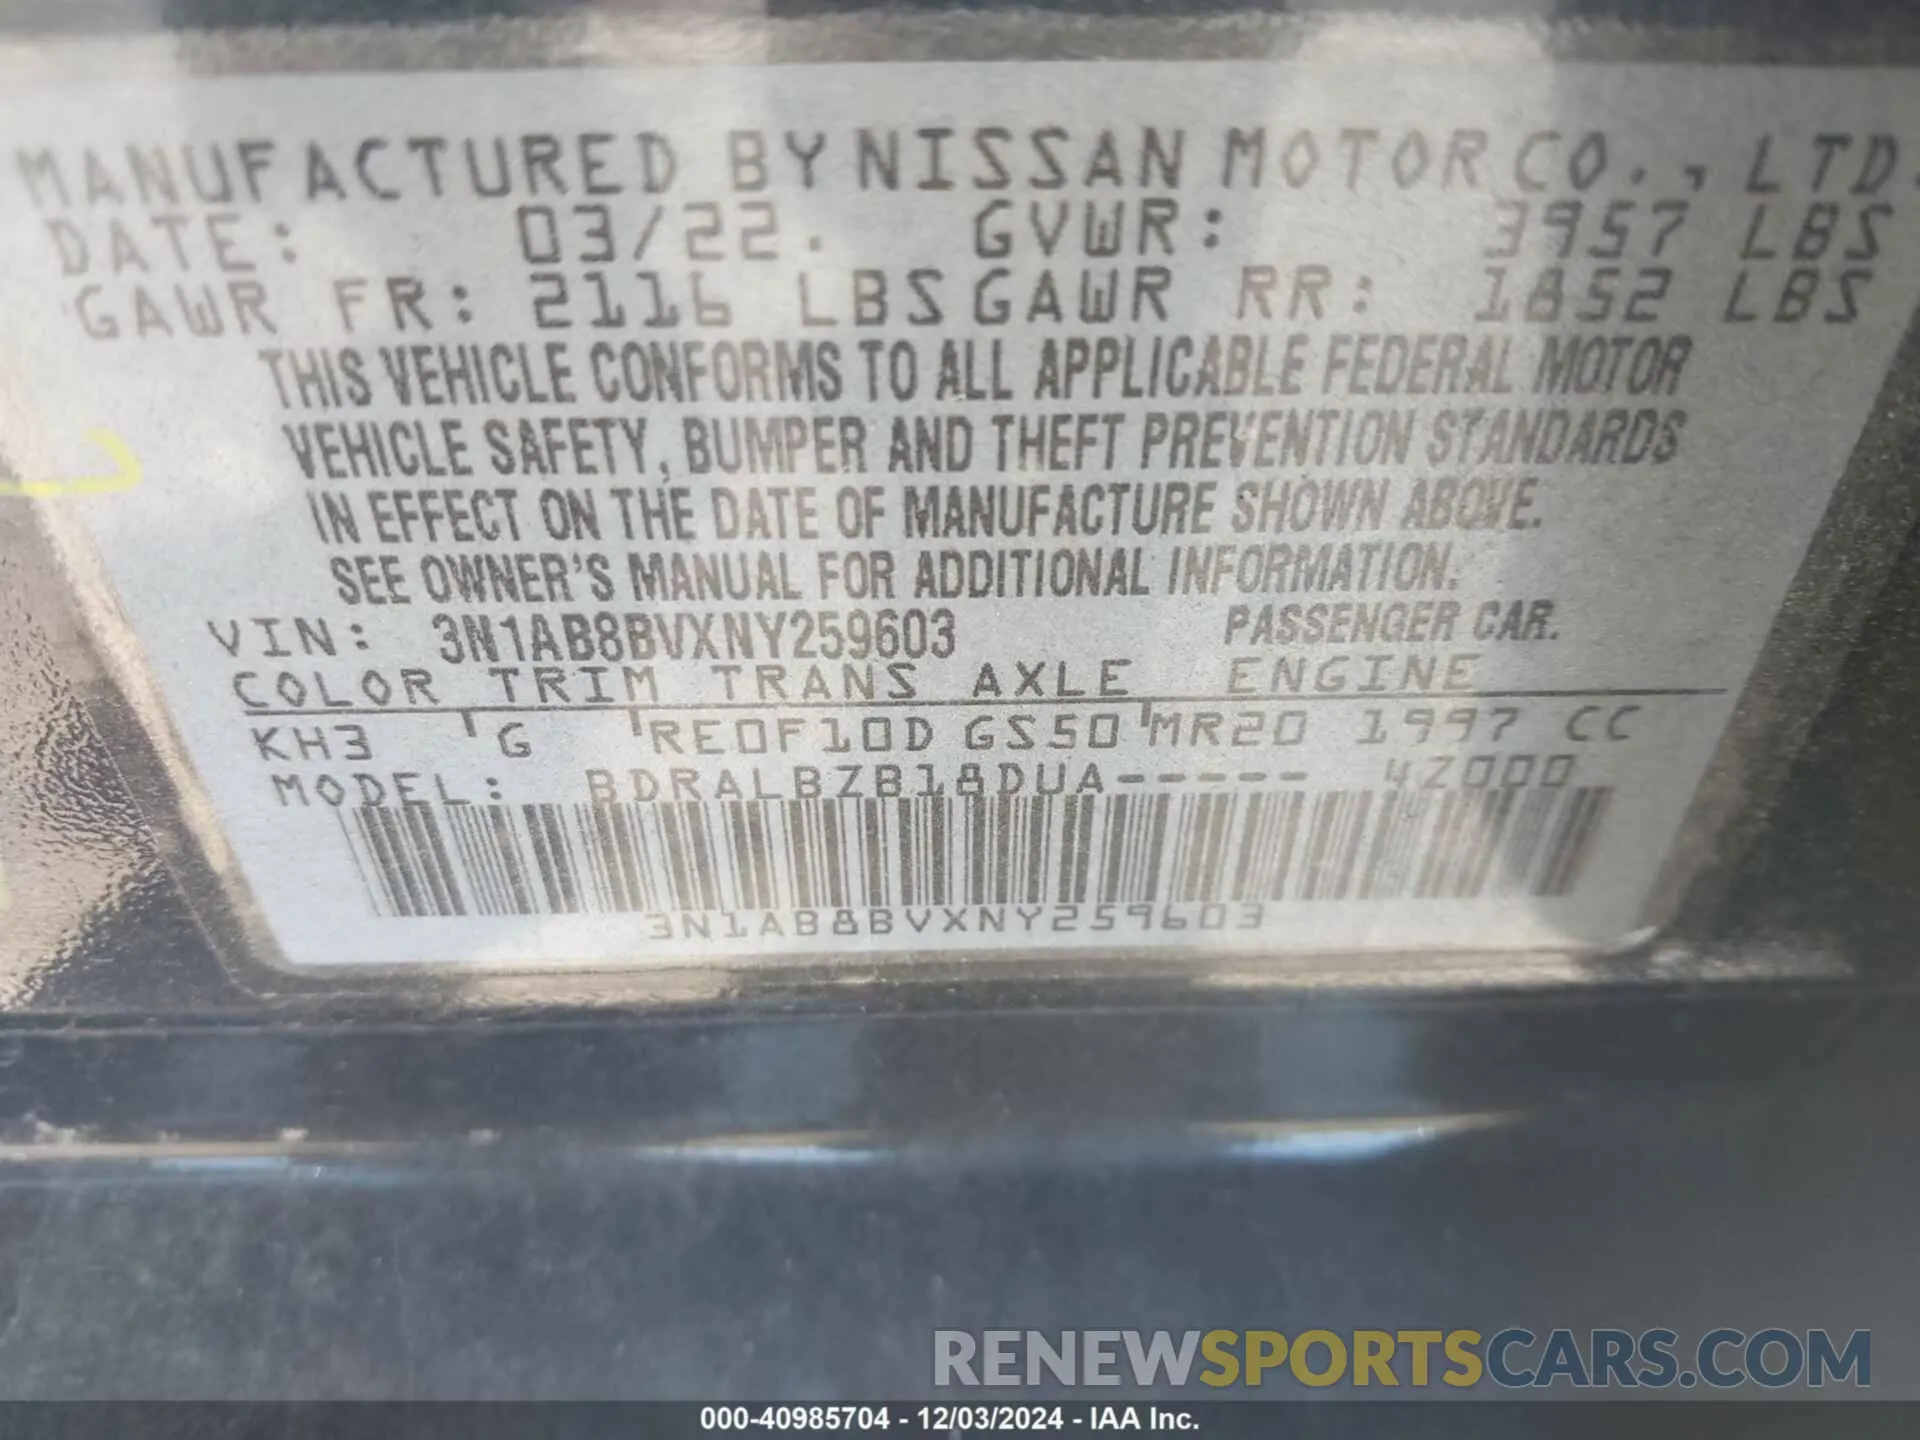 MANUFACTURED BY NISSAN MOTOR CO., LTD.
DATE: 03/22. GVWR: 3957 LBS
GAWR FR: 2116 LBS GAWR RR: 1852 LBS
THIS VEHICLE CONFORMS TO ALL APPLICABLE FEDERAL MOTOR
VEHICLE SAFETY, BUMPER AND THEFT PREVENTION STANDARDS
IN EFFECT ON THE DATE OF MANUFACTURE SHOWN ABOVE.
SEE OWNER'S MANUAL FOR ADDITIONAL INFORMATION.
VIN: 3N1AB8BVXNY259603 PASSENGER CAR.
COLOR TRIM TRANS AXLE ENGINE
KH3 G RE0F10D GS50 MR20 1997 CC
MODEL: BDRALBZB18DUA----- 4Z000
3N1AB8BVXNY259603
RENEWSPORTSCARS.COM
000-40985704 - 12/03/2024 - IAA Inc.